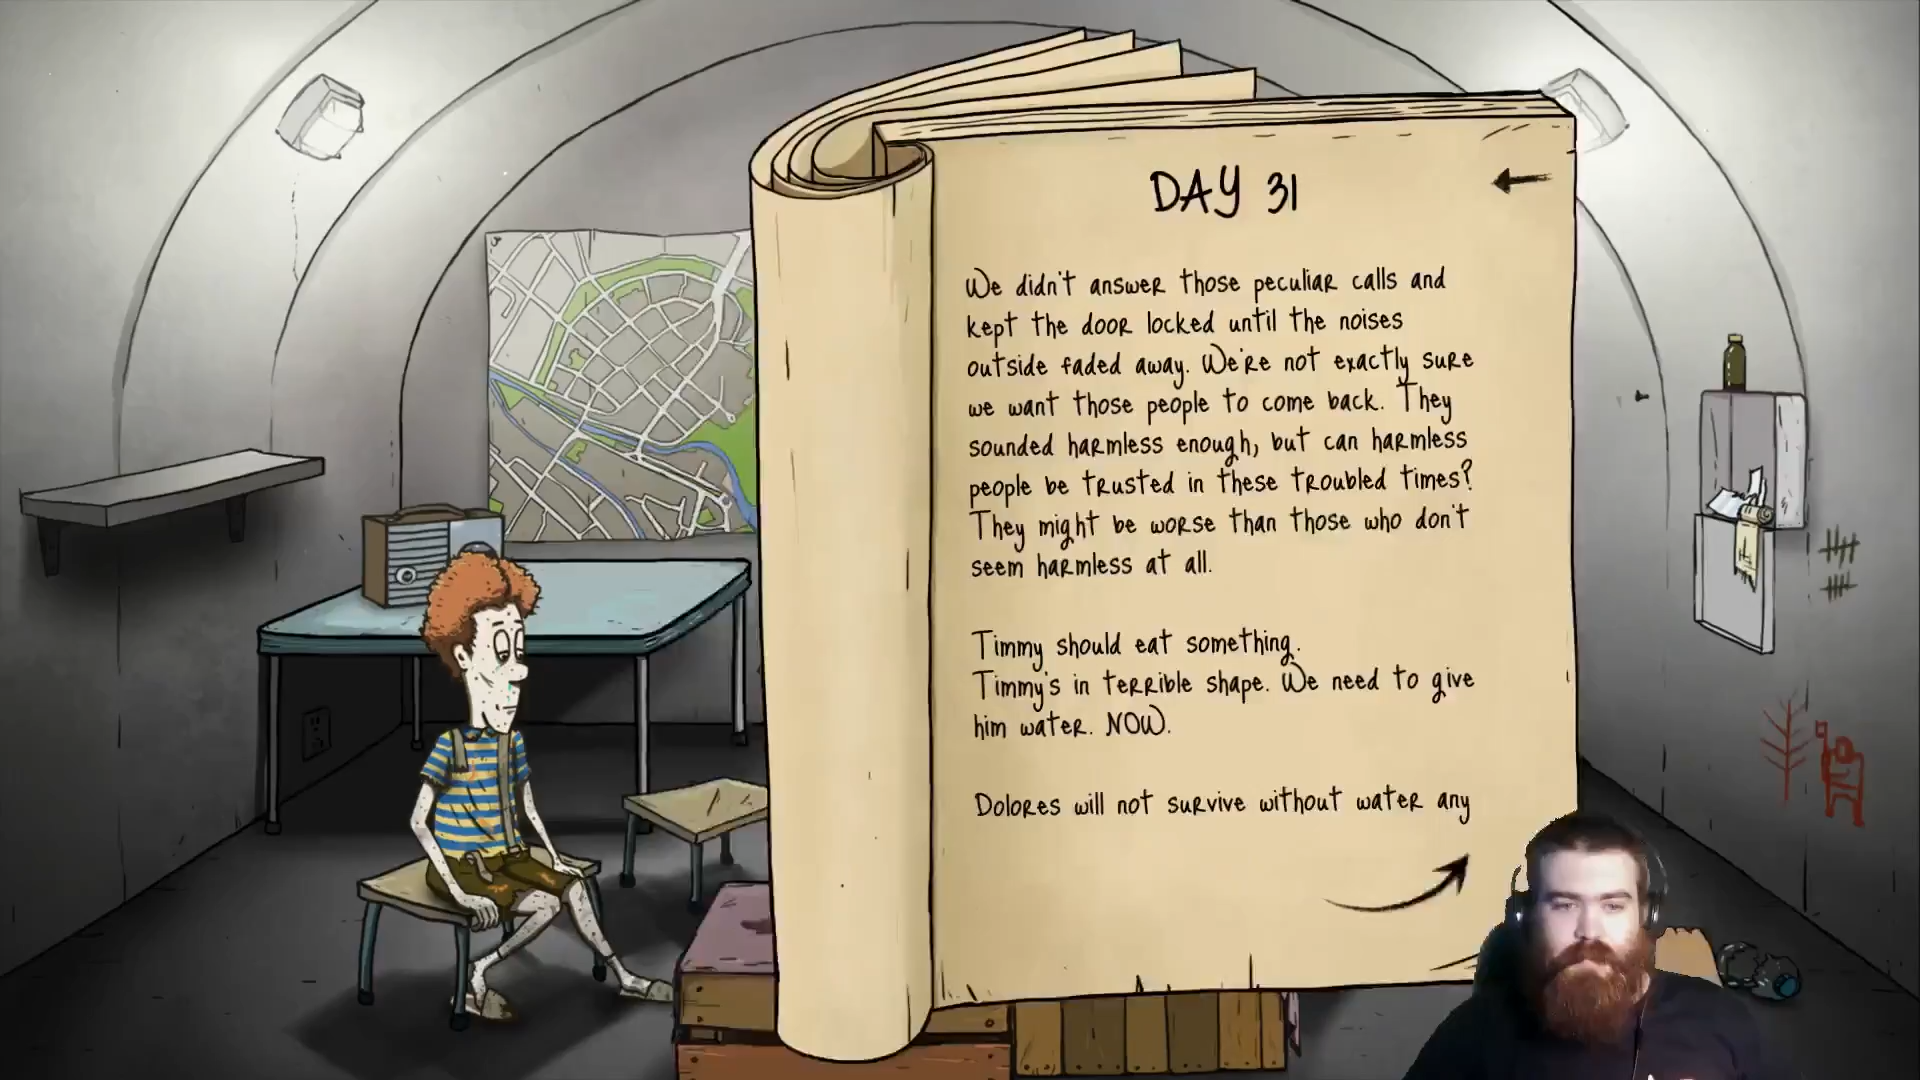 DAY 31
We didn't answer those peculiar calls and
kept the door locked until the noises
outside faded away. We're not exactly sure
we want those people to come back. They
sounded harmless enough, but can harmless
people be trusted in these troubled times?
They might be worse than those who don't
seem harmless at all.
Timmy should eat something.
Timmy's in terrible shape. We need to give
him water. NOW.
Dolores will not survive without water any